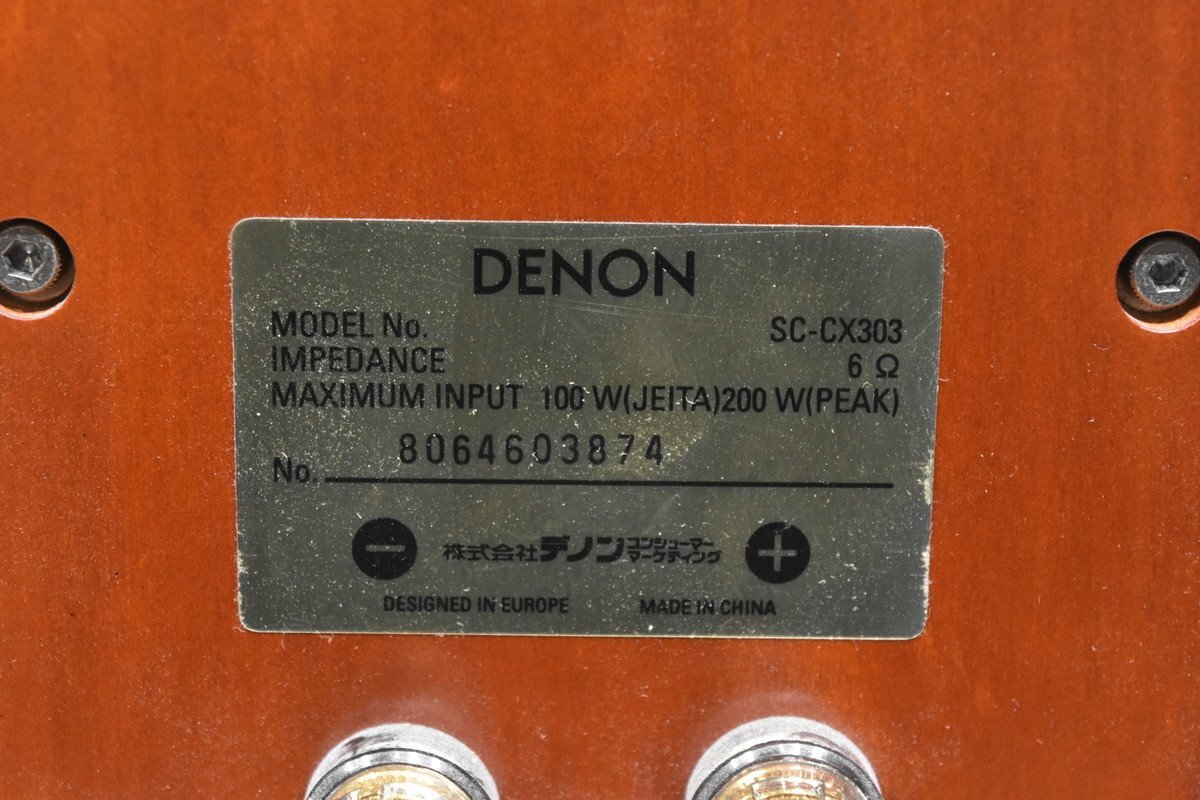 DENON
MODEL No. SC-CX303
IMPEDANCE 6 Ω
MAXIMUM INPUT 100 W(JEITA)200 W(PEAK)
No. 8064603874
− 株式会社デノン コンシューマーマーケティング +
DESIGNED IN EUROPE MADE IN CHINA